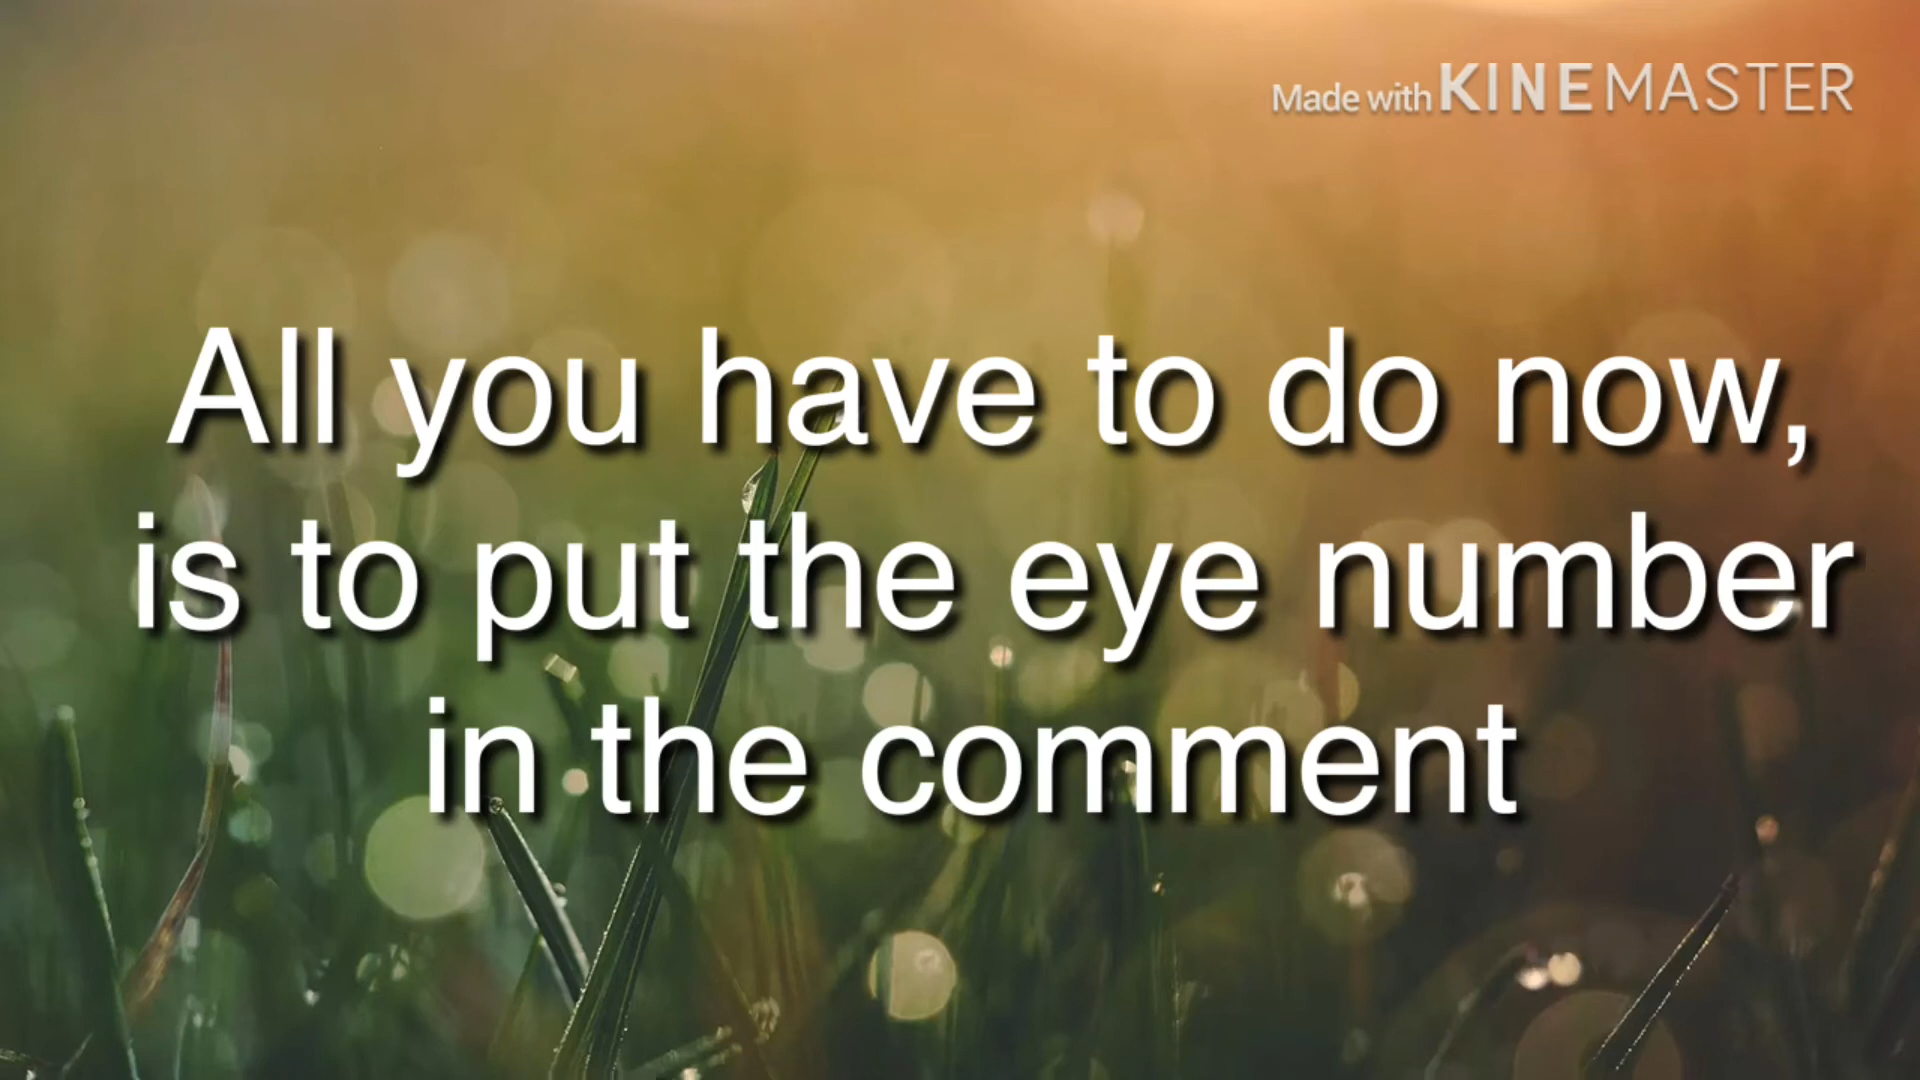 Made with KINEMASTER
All you have to do now,
is to put the eye number
in the comment